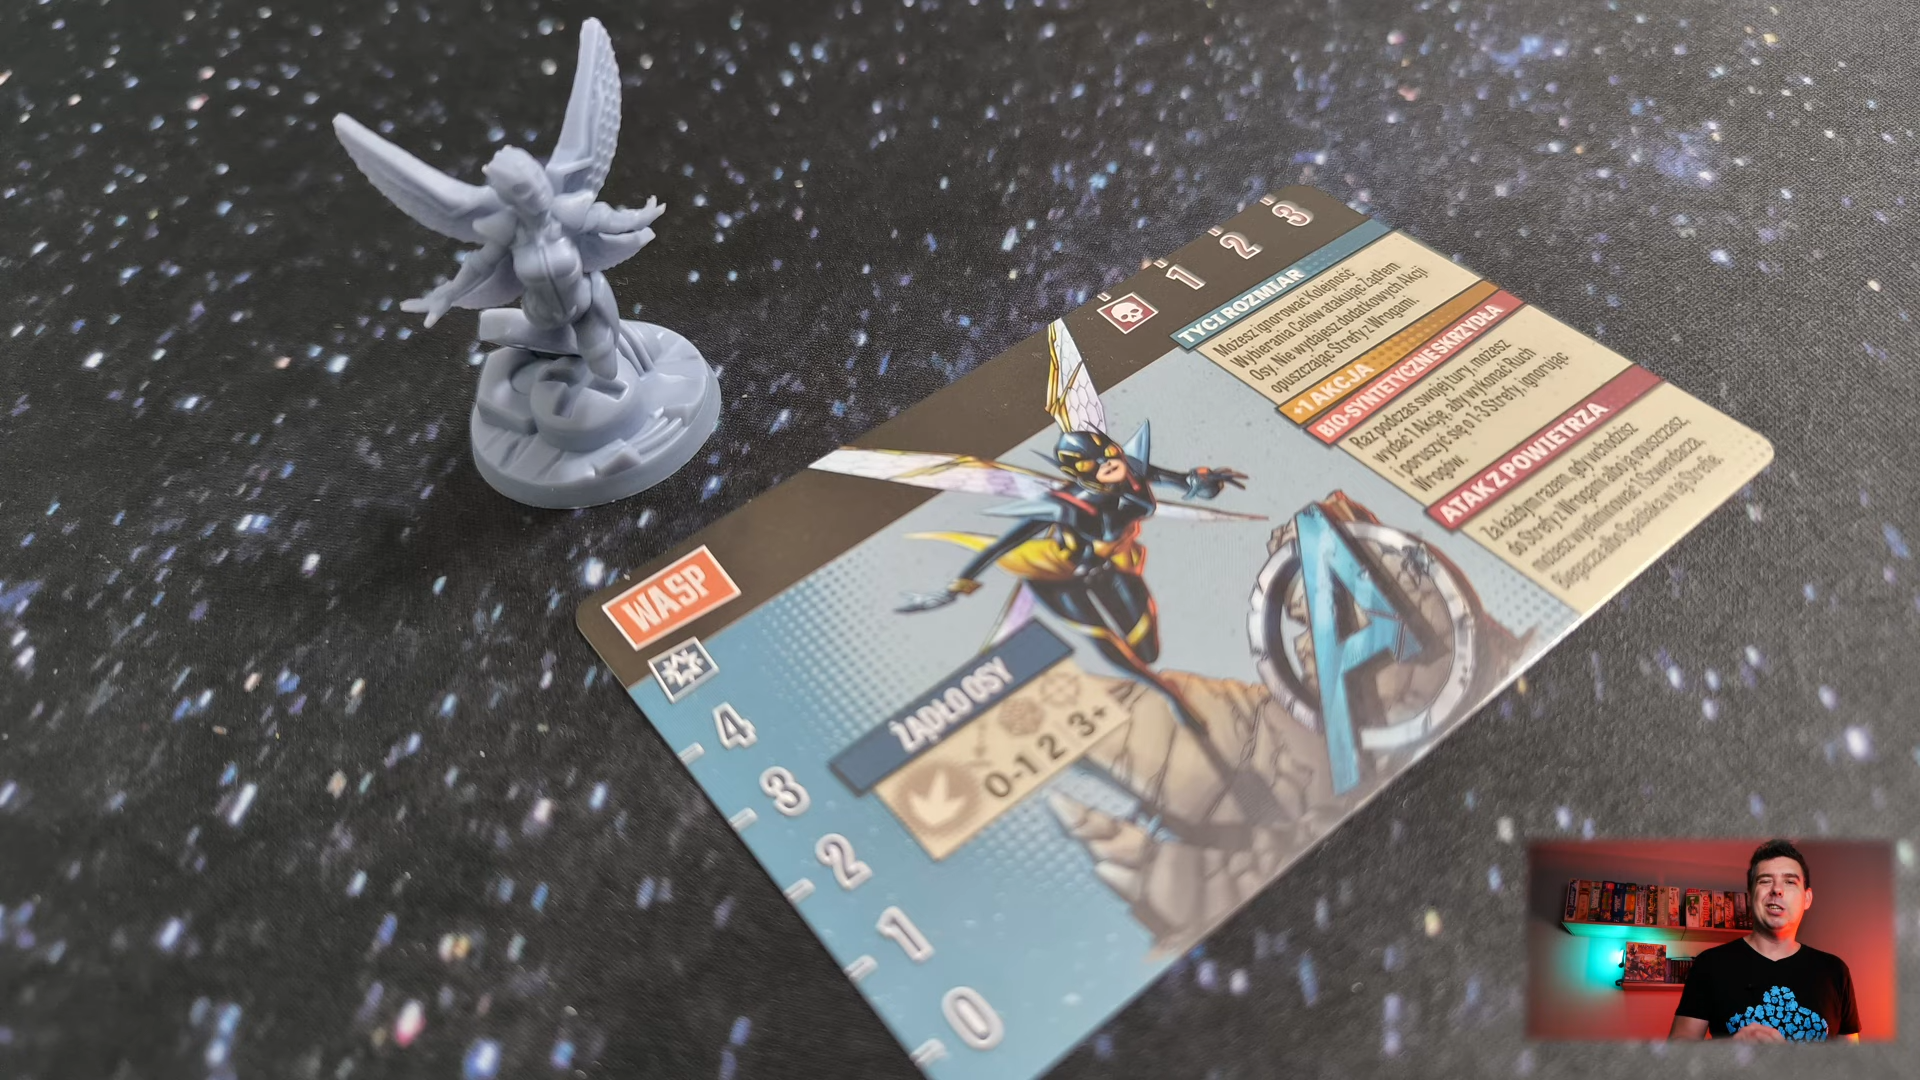 WASP
4
3
2
1
0
ŻĄDŁO OSY
0-1 2 3+
1 2 3
TYCI ROZMIAR
Możesz ignorować Kolejność
Wybierania Celów atakując Żądłem
Osy. Nie wydajesz dodatkowych Akcji
opuszczając Strefy z Wrogami.
+1 AKCJA
BIO-SYNTETYCZNE SKRZYDŁA
Raz podczas swojej tury, możesz
wydać 1 Akcję, aby wykonać Ruch
i poruszyć się o 1-3 Strefy, ignorując
Wrogów.
ATAK Z POWIETRZA
Za każdym razem, gdy wchodzisz
do Strefy z Wrogiem albo ją opuszczasz,
możesz wyeliminować 1 Szwendacza,
Biegacza albo Spaślaka w tej Strefie.
A